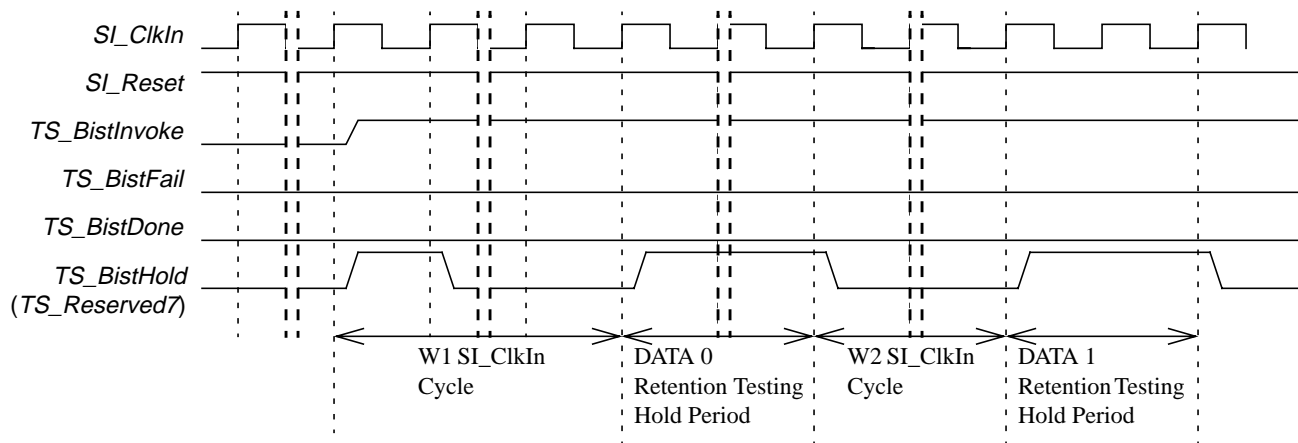 SI_ClkIn
SI_Reset
TS_BistInvoke
TS_BistFail
TS_BistDone
TS_BistHold
(TS_Reserved7)
W1 SI_ClkIn
Cycle
DATA 0
Retention Testing
Hold Period
W2 SI_ClkIn
Cycle
DATA 1
Retention Testing
Hold Period